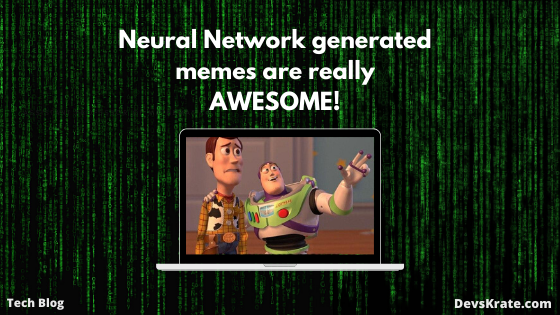 Neural Network generated
memes are really
AWESOME!
Tech Blog
DevsKrate.com